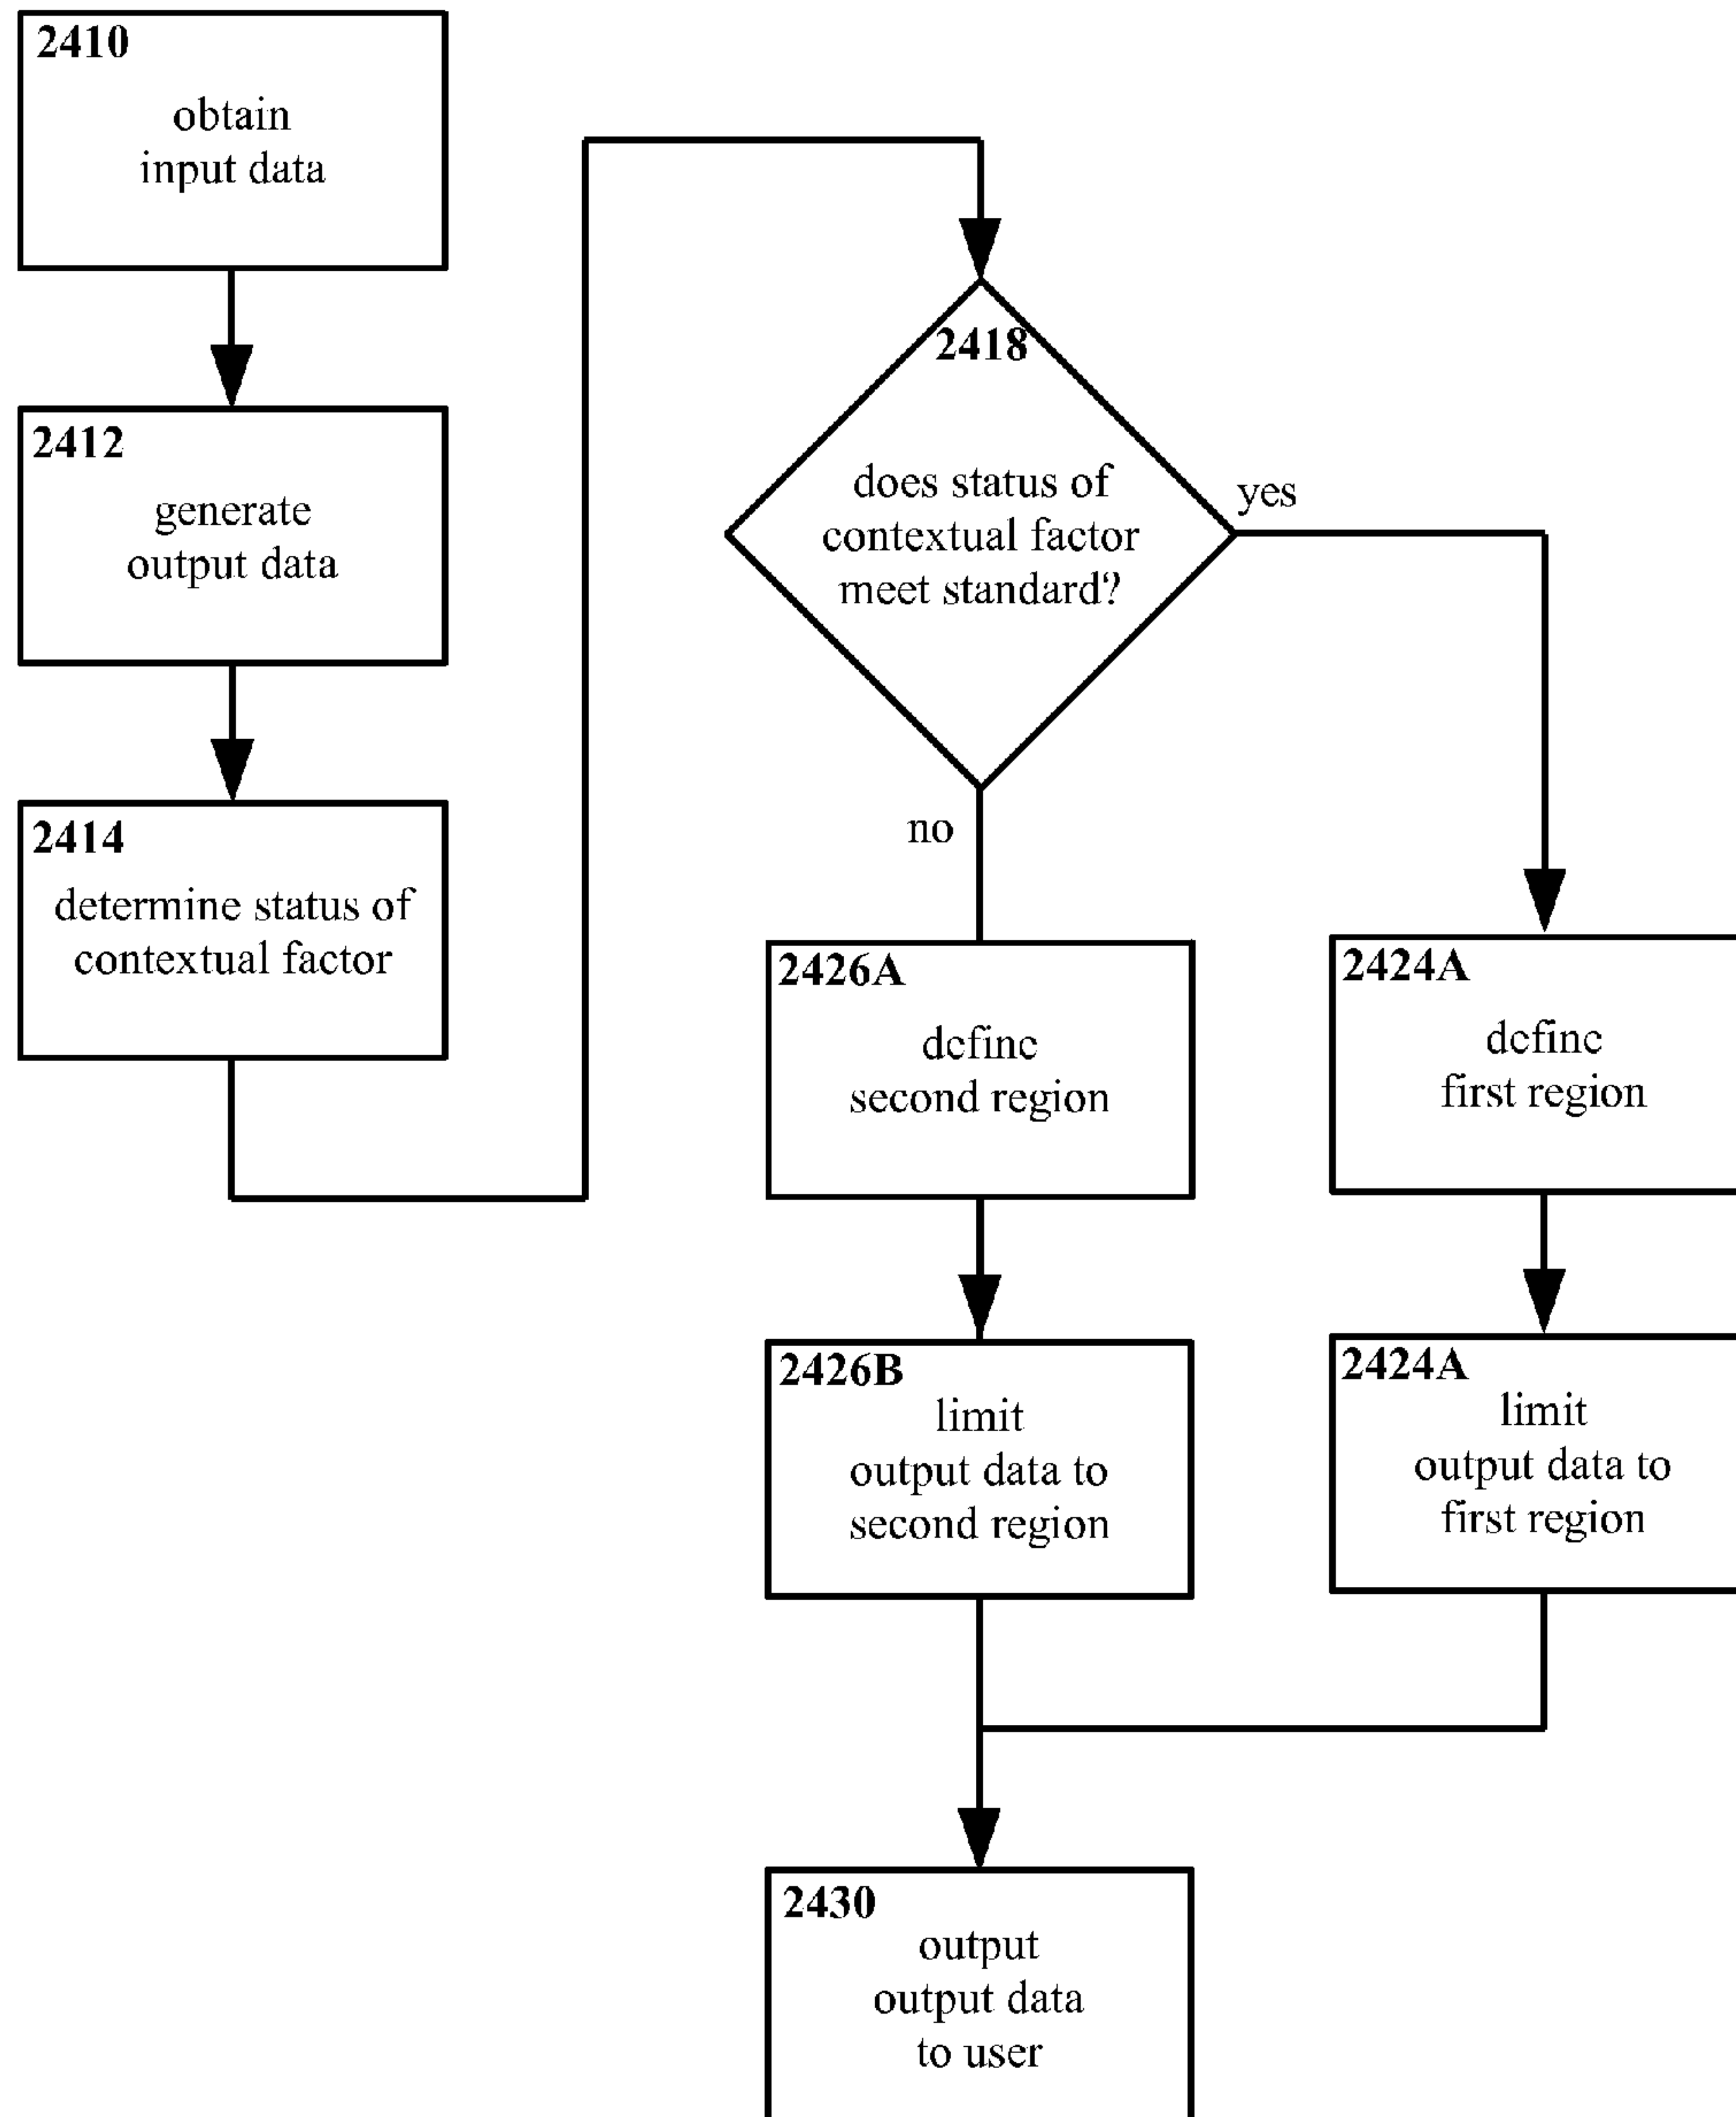 2410
obtain
input data
2412
generate
output data
2414
determine status of
contextual factor
2418
does status of
contextual factor
meet standard?
yes
no
2426A
define
second region
2424A
define
first region
2426B
limit
output data to
second region
2424A
limit
output data to
first region
2430
output
output data
to user